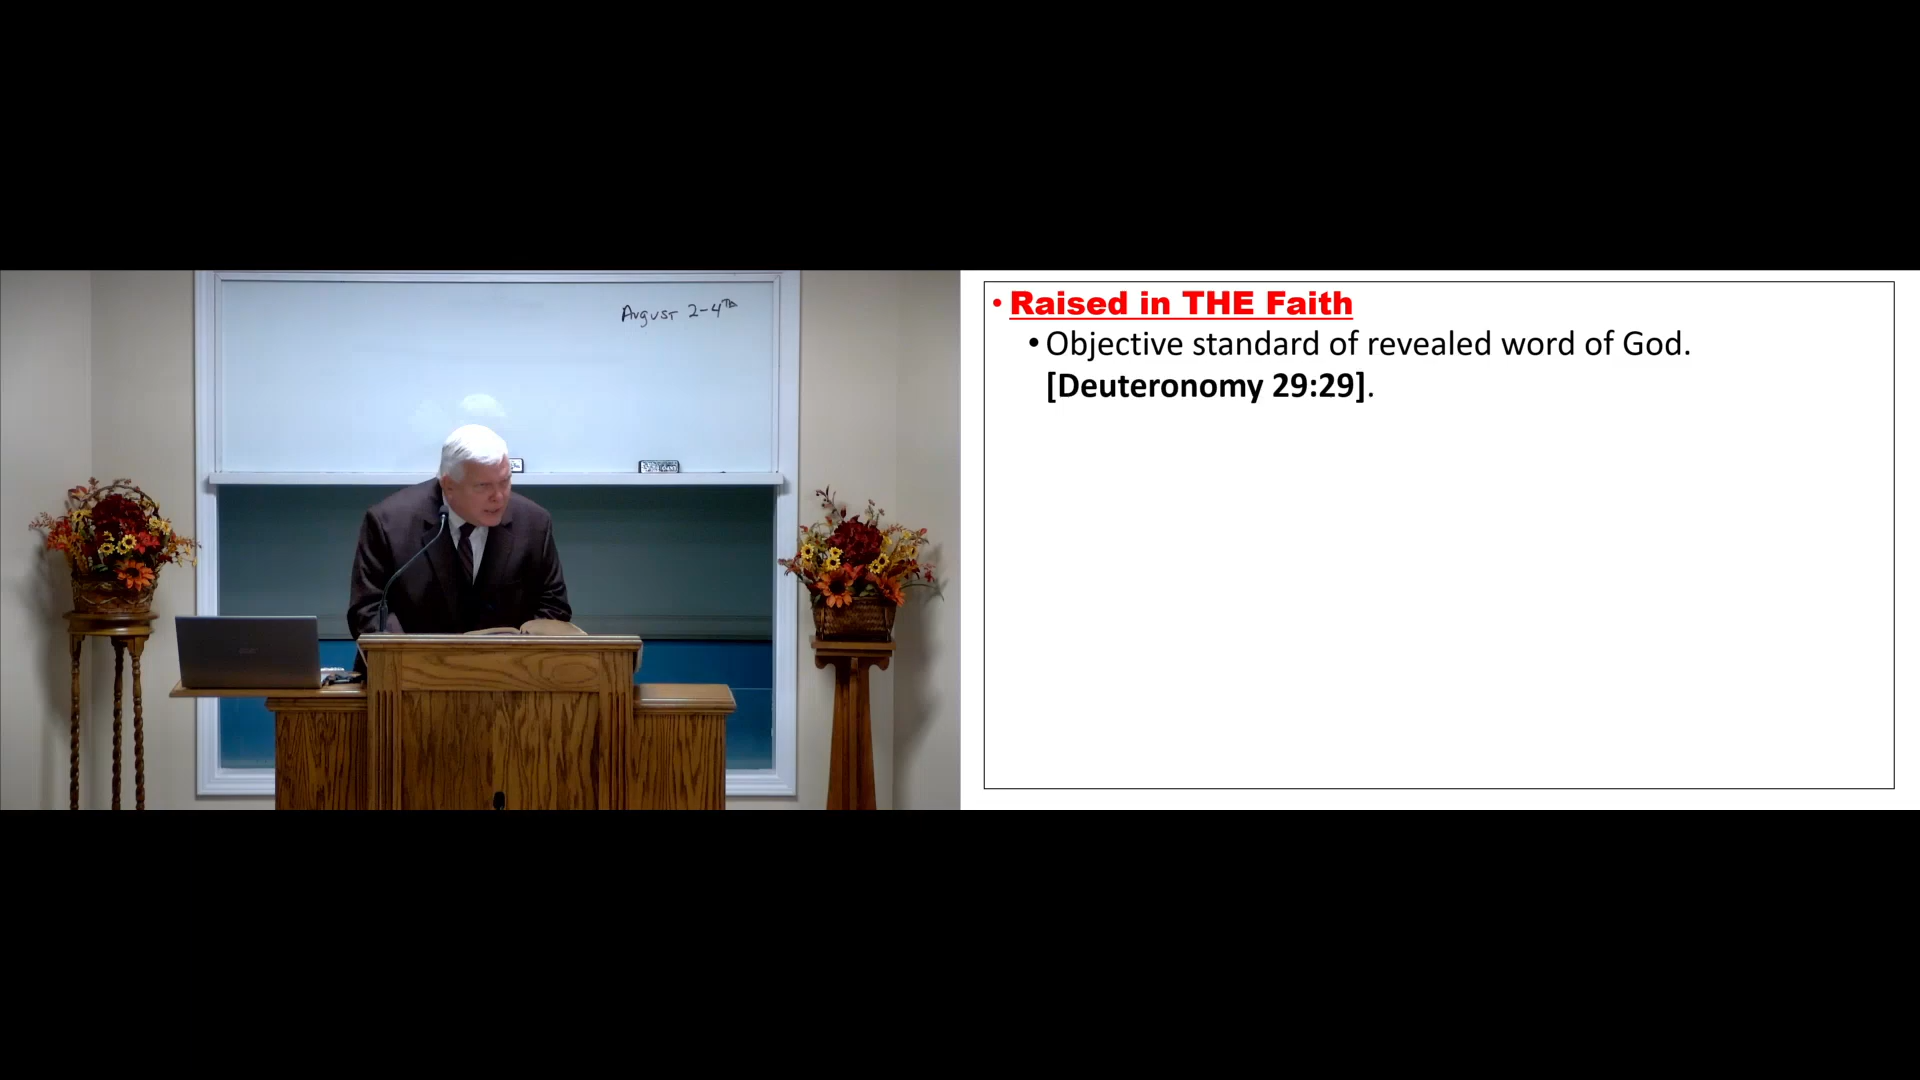 August 2-4TH
• Raised in THE Faith
• Objective standard of revealed word of God.
[Deuteronomy 29:29].